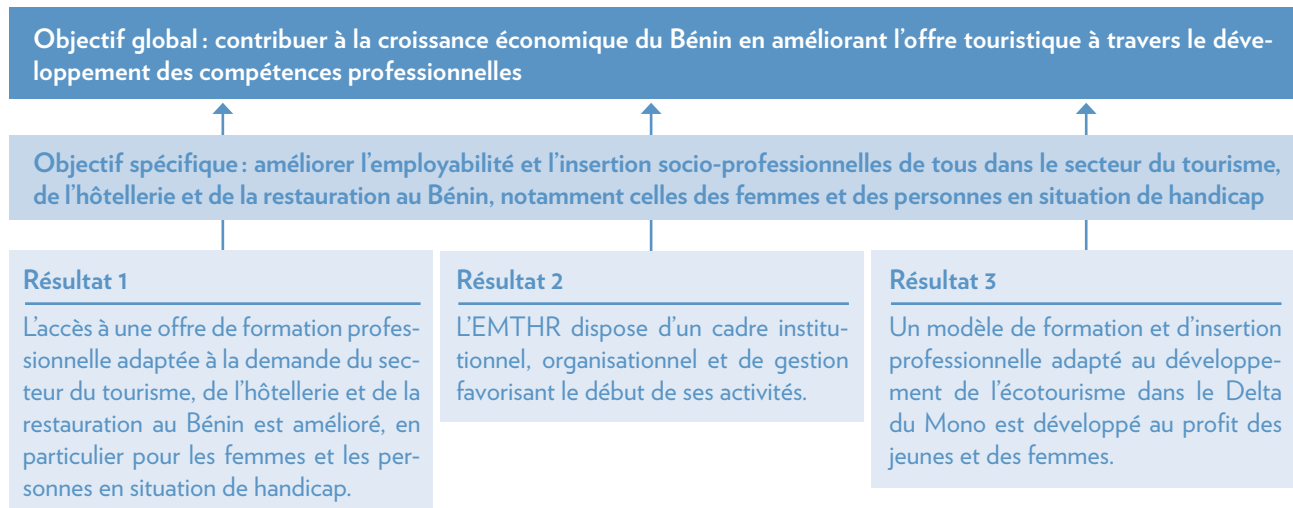 Objectif global : contribuer à la croissance économique du Bénin en améliorant l’offre touristique à travers le déve-
loppement des compétences professionnelles
Objectif spécifique : améliorer l’employabilité et l’insertion socio-professionnelles de tous dans le secteur du tourisme,
de l’hôtellerie et de la restauration au Bénin, notamment celles des femmes et des personnes en situation de handicap
Résultat 1
L’accès à une offre de formation profes-
sionnelle adaptée à la demande du sec-
teur du tourisme, de l’hôtellerie et de la
restauration au Bénin est amélioré, en
particulier pour les femmes et les per-
sonnes en situation de handicap.
Résultat 2
L’EMTHR dispose d’un cadre institu-
tionnel, organisationnel et de gestion
favorisant le début de ses activités.
Résultat 3
Un modèle de formation et d’insertion
professionnelle adapté au développe-
ment de l’écotourisme dans le Delta
du Mono est développé au profit des
jeunes et des femmes.